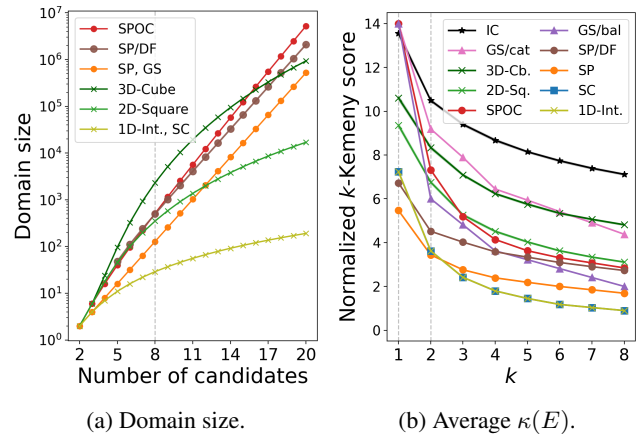 10^7
10^6
10^5
10^4
10^3
10^2
10^1
10^0
Domain size
SPOC
SP/DF
SP, GS
3D-Cube
2D-Square
1D-Int., SC
2 5 8 11 14 17 20
Number of candidates
(a) Domain size.
14
12
10
8
6
4
2
0
Normalized k-Kemeny score
IC
GS/cat
3D-Cb.
2D-Sq.
SPOC
GS/bal
SP/DF
SP
SC
1D-Int.
1 2 3 4 5 6 7 8
k
(b) Average κ(E).